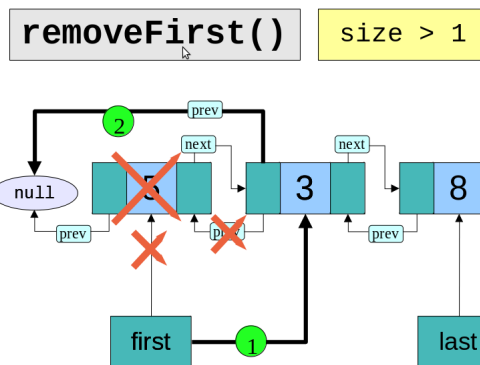 removeFirst()
size > 1
prev
2
next
next
null
5
3
8
prev
prev
prev
first
1
last